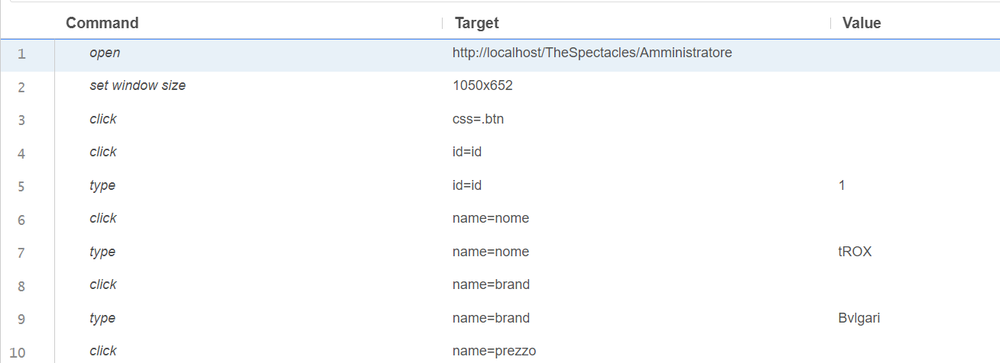 Command Target Value
1 open http://localhost/TheSpectacles/Amministratore
2 set window size 1050x652
3 click css=.btn
4 click id=id
5 type id=id 1
6 click name=nome
7 type name=nome tROX
8 click name=brand
9 type name=brand Bvlgari
10 click name=prezzo